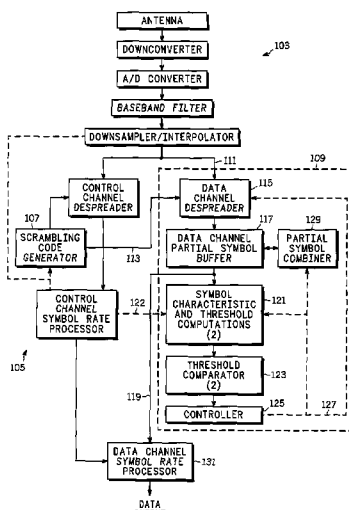 ANTENNA
103
DOWNCONVERTER
A/D CONVERTER
BASEBAND FILTER
DOWNSAMPLER/INTERPOLATOR
111
109
CONTROL
CHANNEL
DESPREADER
DATA
CHANNEL
DESPREADER
115
107
117
129
SCRAMBLING
CODE
GENERATOR
113
DATA CHANNEL
PARTIAL SYMBOL
BUFFER
PARTIAL
SYMBOL
COMBINER
CONTROL
CHANNEL
SYMBOL RATE
PROCESSOR
122
SYMBOL
CHARACTERISTIC
AND THRESHOLD
COMPUTATIONS
(2)
121
105
THRESHOLD
COMPARATOR
(2)
123
119
CONTROLLER
125
127
DATA CHANNEL
SYMBOL RATE
PROCESSOR
131
DATA